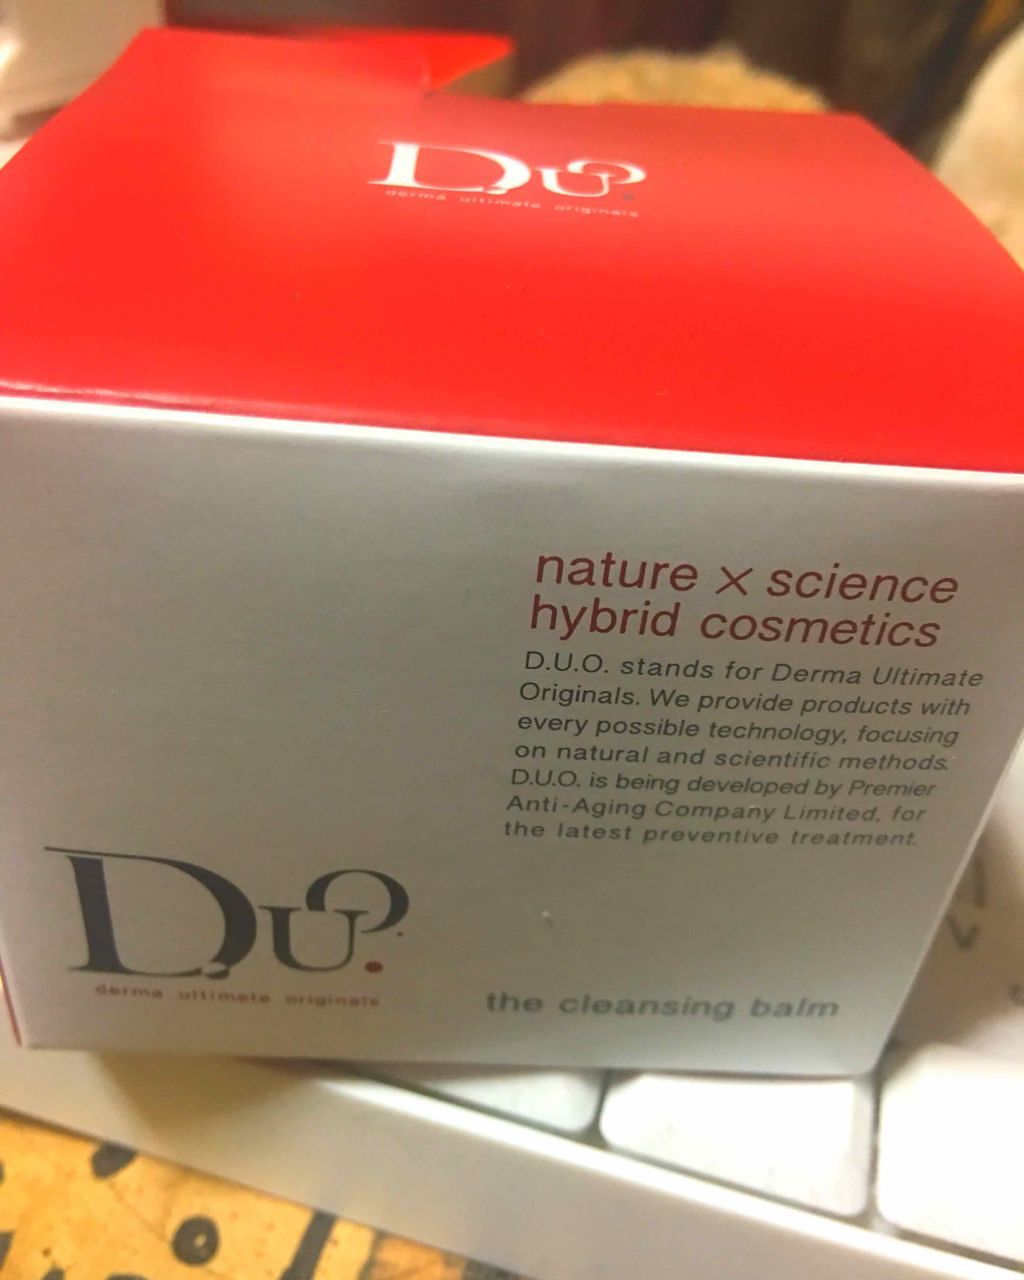 D.U.O.
derma ultimate originals
nature × science
hybrid cosmetics
D.U.O. stands for Derma Ultimate
Originals. We provide products with
every possible technology, focusing
on natural and scientific methods.
D.U.O. is being developed by Premier
Anti-Aging Company Limited, for
the latest preventive treatment.
D.U.O.
derma ultimate originals
the cleansing balm